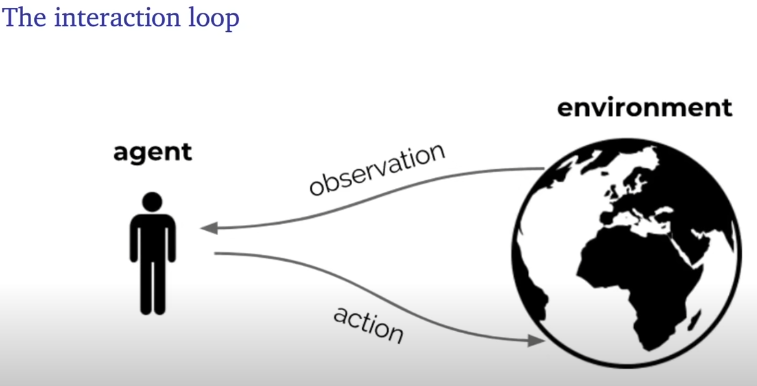 The interaction loop
environment
agent
observation
action